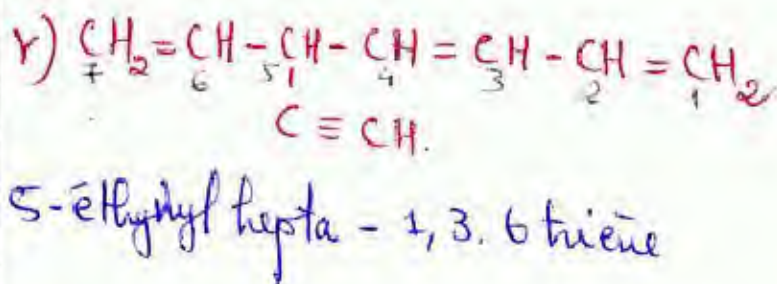 r) CH₂=CH-CH-CH=CH-CH=CH₂
7 6 5 4 3 2 1
C≡CH.
5-éthynyl hepta - 1,3.6 triène